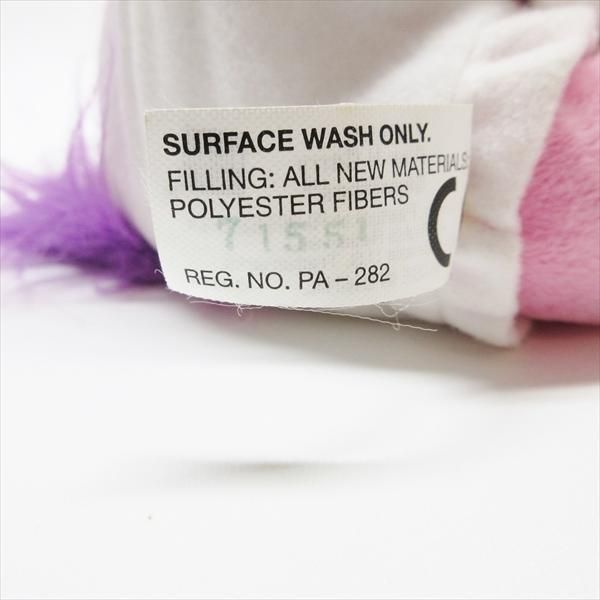 SURFACE WASH ONLY.
FILLING: ALL NEW MATERIALS
POLYESTER FIBERS
71551
REG. NO. PA – 282